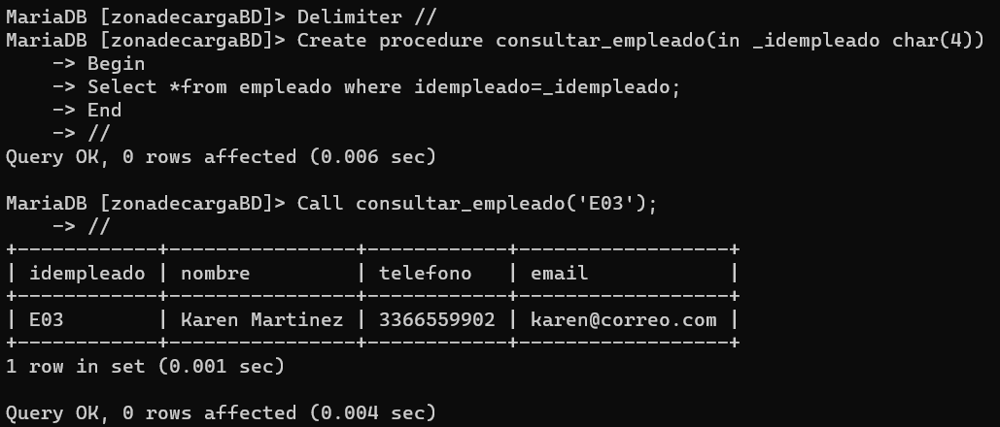 MariaDB [zonadecargaBD]> Delimiter //
MariaDB [zonadecargaBD]> Create procedure consultar_empleado(in _idempleado char(4))
    -> Begin
    -> Select *from empleado where idempleado=_idempleado;
    -> End
    -> //
Query OK, 0 rows affected (0.006 sec)

MariaDB [zonadecargaBD]> Call consultar_empleado('E03');
    -> //
+------------+----------------+------------+------------------+
| idempleado | nombre         | telefono   | email            |
+------------+----------------+------------+------------------+
| E03        | Karen Martinez | 3366559902 | karen@correo.com |
+------------+----------------+------------+------------------+
1 row in set (0.001 sec)

Query OK, 0 rows affected (0.004 sec)